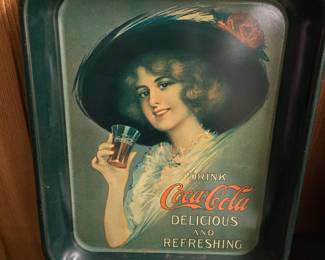 DRINK
Coca-Cola
DELICIOUS
AND
REFRESHING